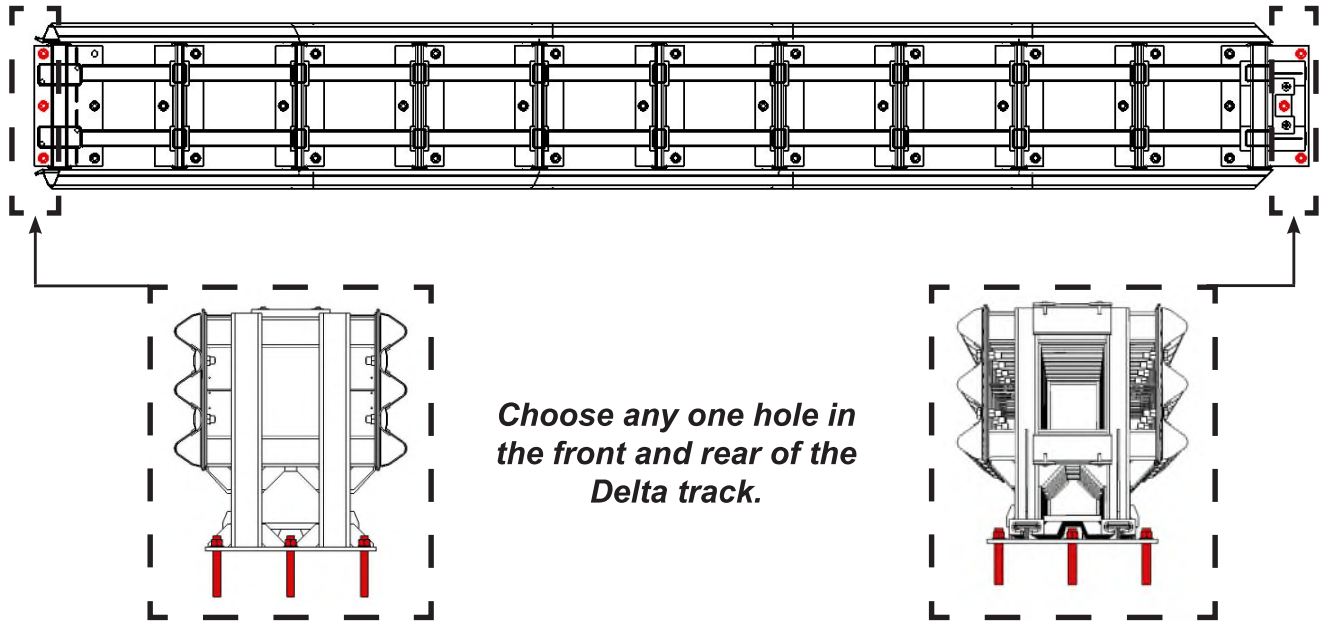 Choose any one hole in
the front and rear of the
Delta track.